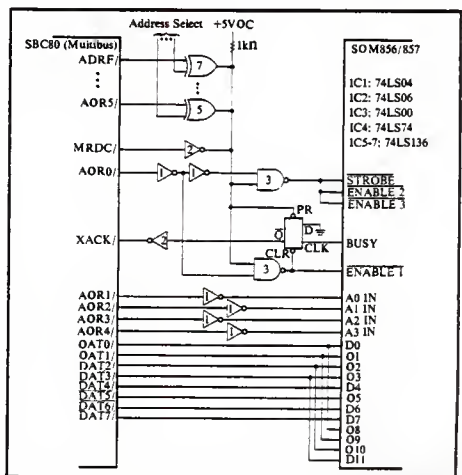 Address Select +5VOC
SBC80 (Multibus)
1kΩ
SOM856/857
ADRF/
7
IC1: 74LS04
IC2: 74LS06
IC3: 74LS00
IC4: 74LS74
IC5-7: 74LS136
AOR5/
5
MRDC/
2
AOR0/
1
1
3
STROBE
ENABLE 2
ENABLE 3
PR
XACK/
2
Q
D
CLK
BUSY
CLR
3
ENABLE 1
AOR1/
1
A0 IN
AOR2/
1
A1 IN
AOR3/
1
A2 IN
AOR4/
1
A3 IN
OAT0/
D0
OAT1/
O1
DAT2/
O2
DAT3/
O3
DAT4/
D4
DAT5/
O5
DAT6/
D6
DAT7/
D7
O8
O9
O10
D11